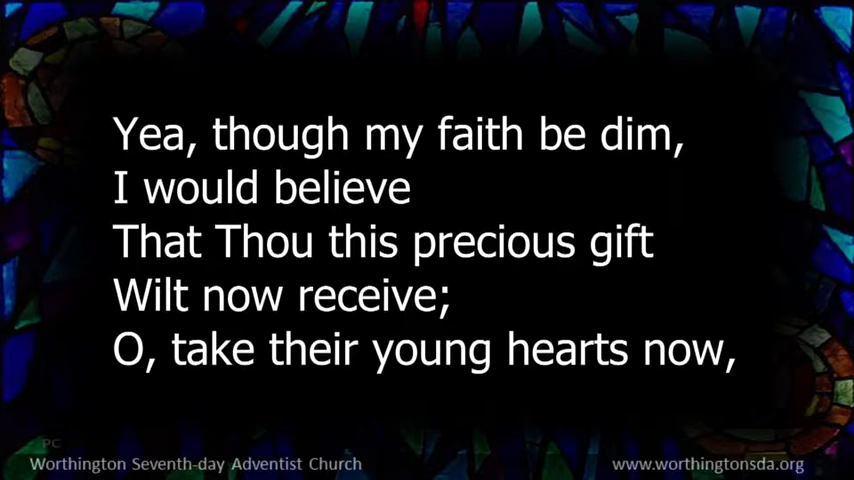 Yea, though my faith be dim,
I would believe
That Thou this precious gift
Wilt now receive;
O, take their young hearts now,
PC
Worthington Seventh-day Adventist Church
www.worthingtonsda.org